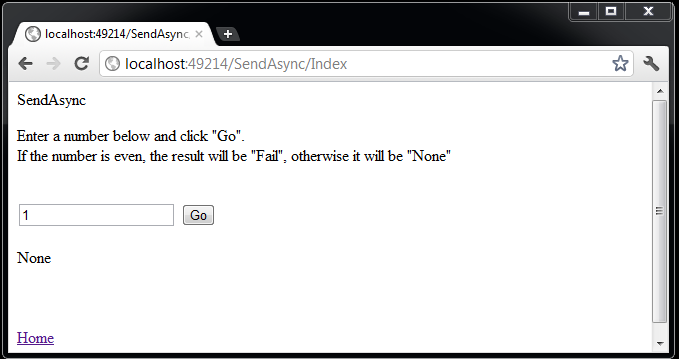 localhost:49214/SendAsync
localhost:49214/SendAsync/Index
SendAsync
Enter a number below and click "Go".
If the number is even, the result will be "Fail", otherwise it will be "None"
1 Go
None
Home